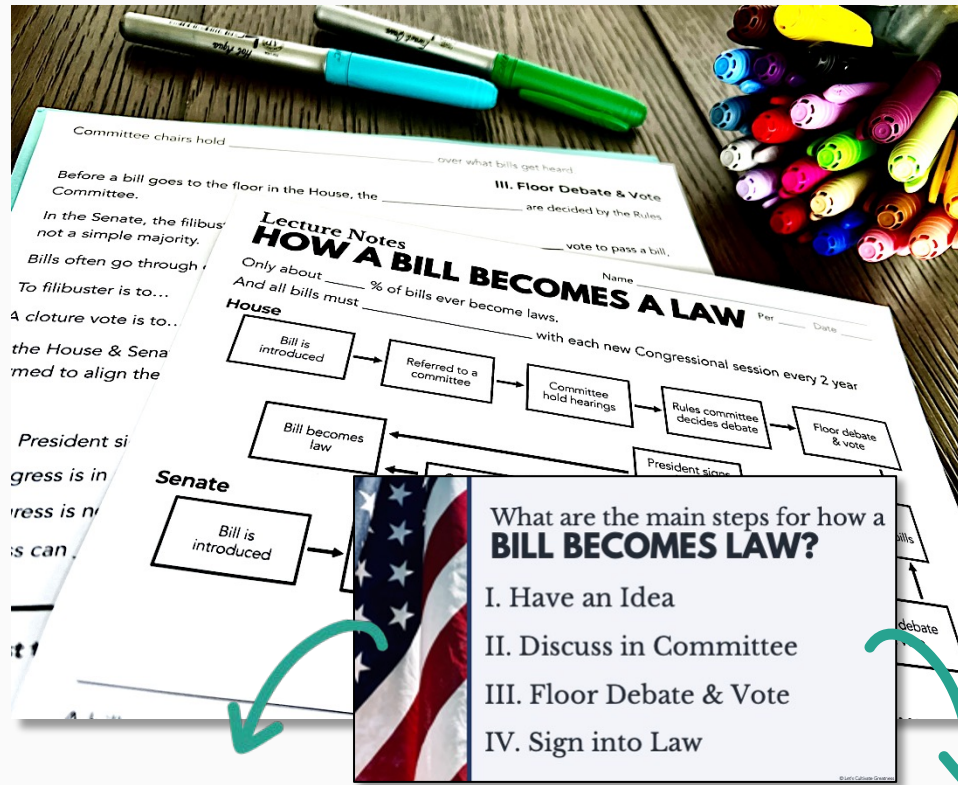 Hot Aqua
Committee chairs hold
over what bills get heard
III. Floor Debate & Vote
Before a bill goes to the floor in the House, the
are decided by the Rules
Committee.
In the Senate, the
not a simple majority.
vote to pass a bill.
Bills often go through
To filibuster is to...
A cloture vote is to...
the House & Sena
rmed to align the
President si
gress is in
ress is n
s can
Lecture Notes
HOW A BILL BECOMES A LAW
Name
Per Date
Only about % of bills ever become laws.
And all bills must with each new Congressional session every 2 year
House
Bill is
introduced
Referred to a
committee
Committee
hold hearings
Rules committee
decides debate
Floor debate
& vote
Bill becomes
law
President signs
Senate
Bill is
introduced
bills
debate
What are the main steps for how a
BILL BECOMES LAW?
I. Have an Idea
II. Discuss in Committee
III. Floor Debate & Vote
IV. Sign into Law
© Let's Cultivate Greatness